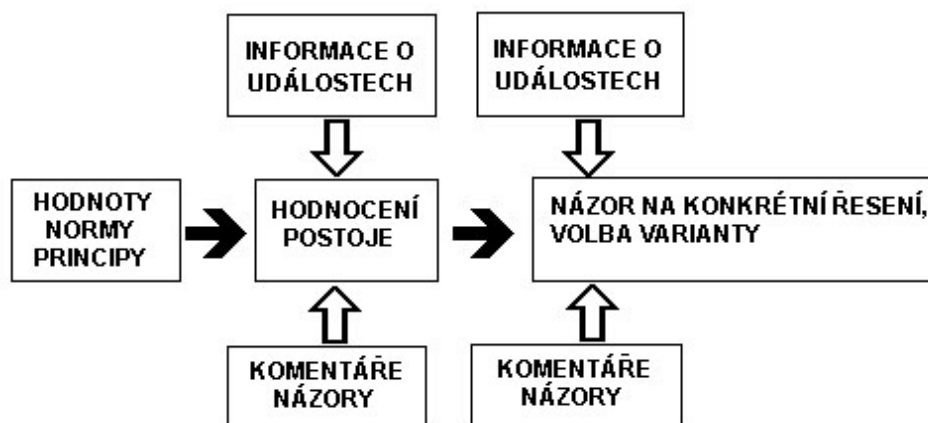 INFORMACE O
UDÁLOSTECH
INFORMACE O
UDÁLOSTECH
HODNOTY
NORMY
PRINCIPY
HODNOCENÍ
POSTOJE
NÁZOR NA KONKRÉTNÍ ŘESENÍ,
VOLBA VARIANTY
KOMENTÁŘE
NÁZORY
KOMENTÁŘE
NÁZORY